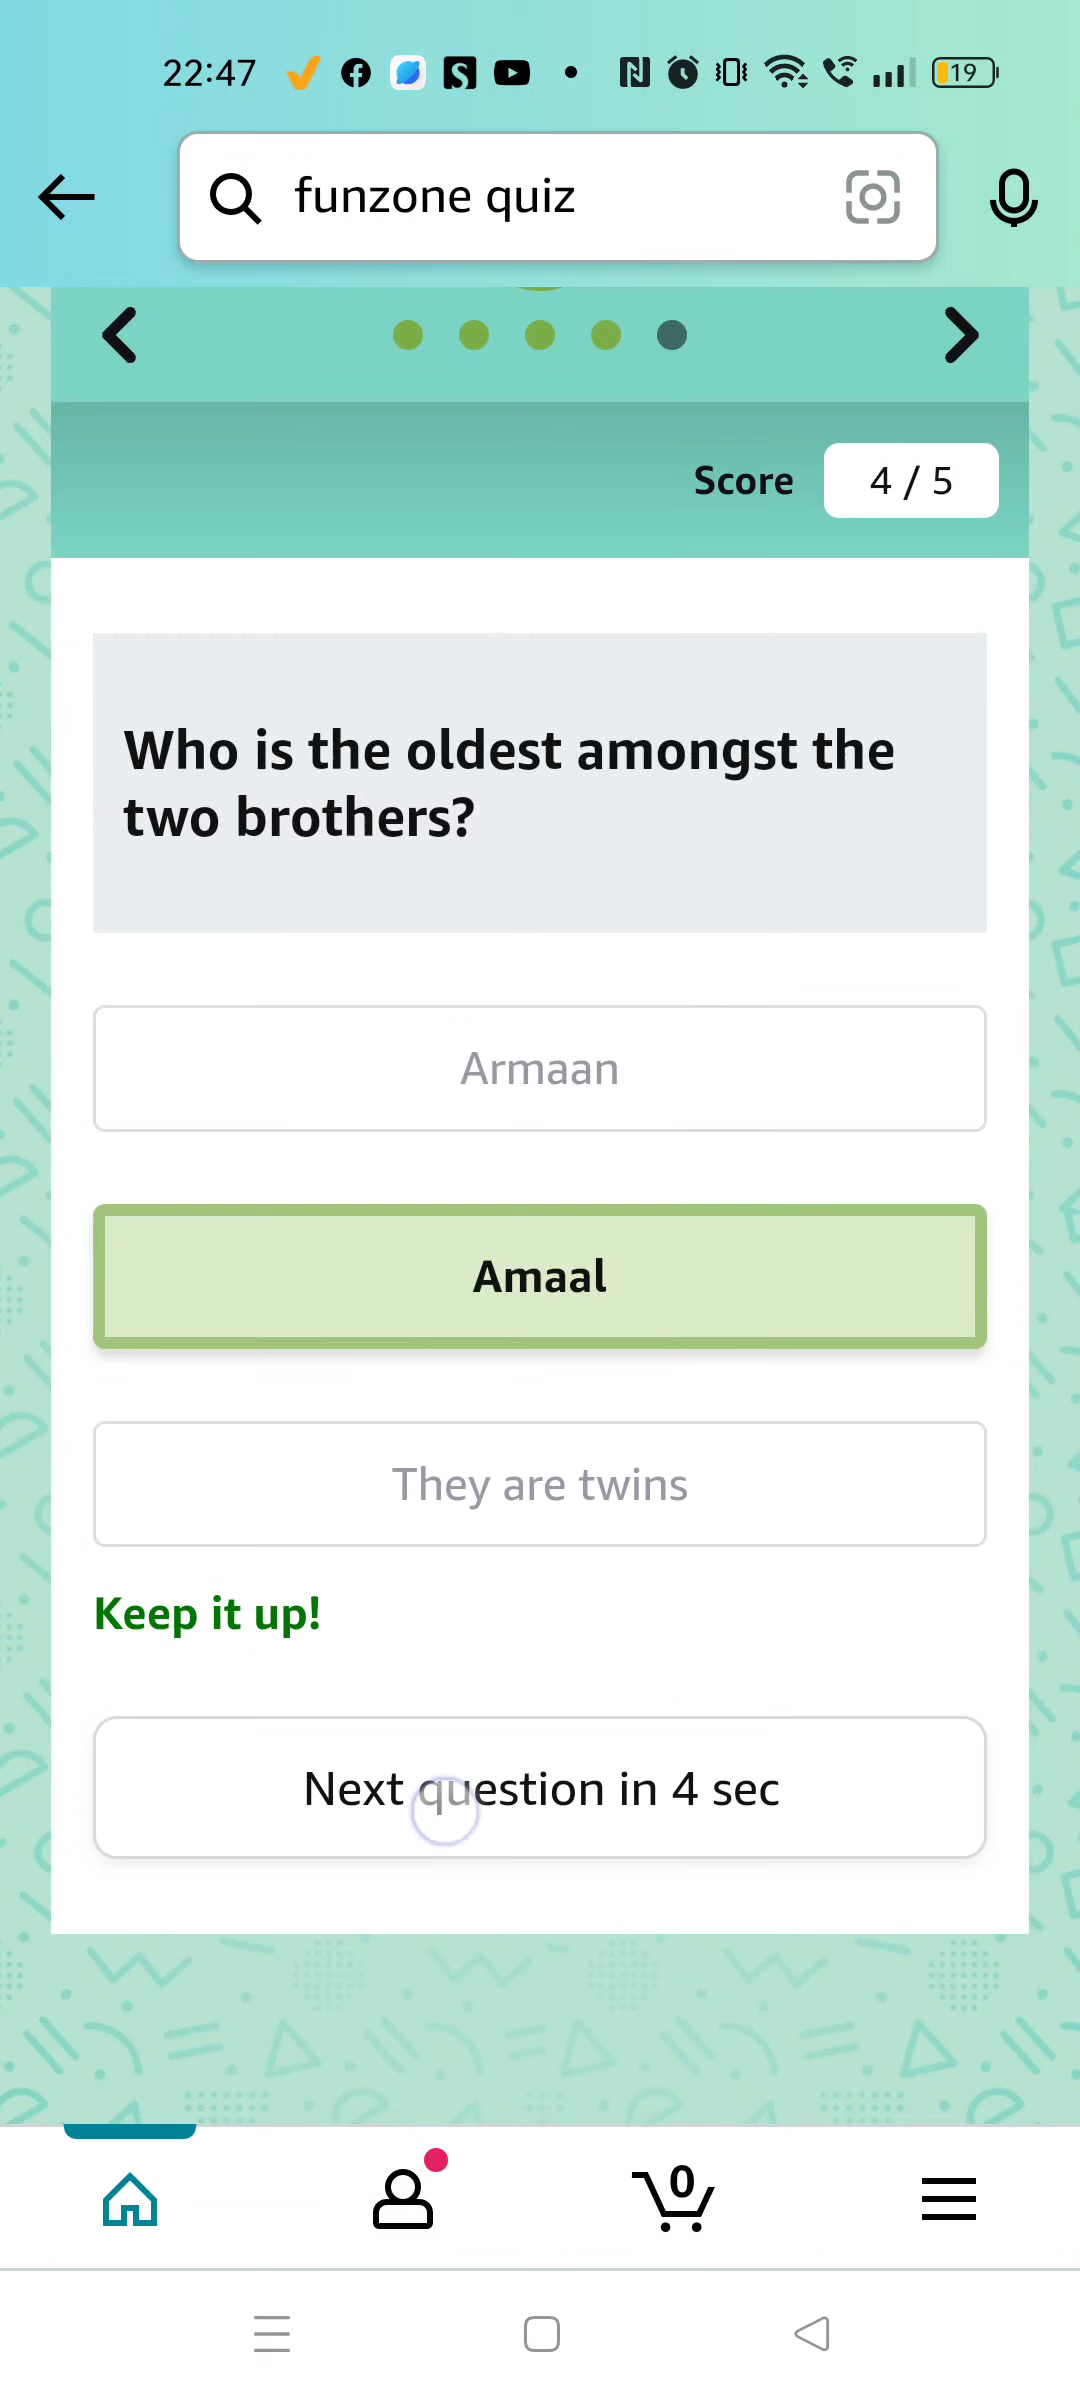 22:47
19
funzone quiz
Score 4 / 5
Who is the oldest amongst the
two brothers?
Armaan
Amaal
They are twins
Keep it up!
Next question in 4 sec
0